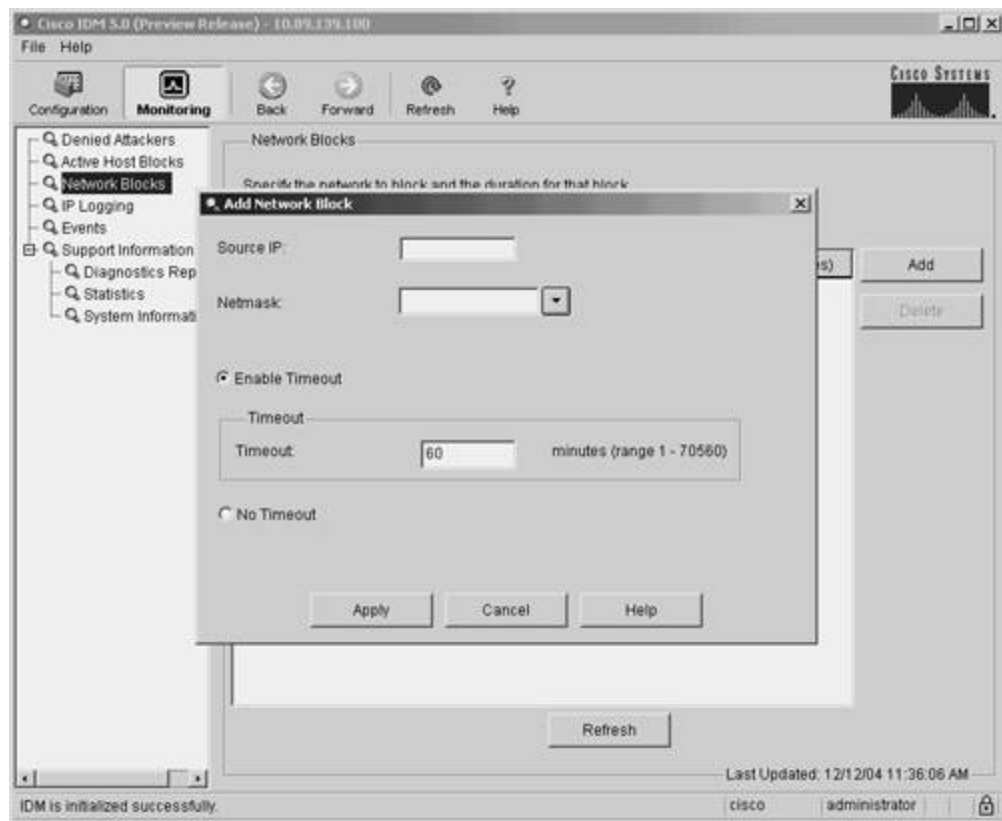 Cisco IDM 5.0 (Preview Release) - 10.89.139.100
File Help
Configuration Monitoring Back Forward Refresh Help
CISCO SYSTEMS
Denied Attackers
Active Host Blocks
Network Blocks
IP Logging
Events
Support Information
Diagnostics Rep
Statistics
System Informati
Network Blocks
Specify the network to block and the duration for that block.
s)
Add
Delete
Add Network Block
Source IP:
Netmask:
Enable Timeout
Timeout
Timeout: 60 minutes (range 1 - 70560)
No Timeout
Apply Cancel Help
Refresh
Last Updated: 12/12/04 11:36:06 AM
IDM is initialized successfully. cisco administrator